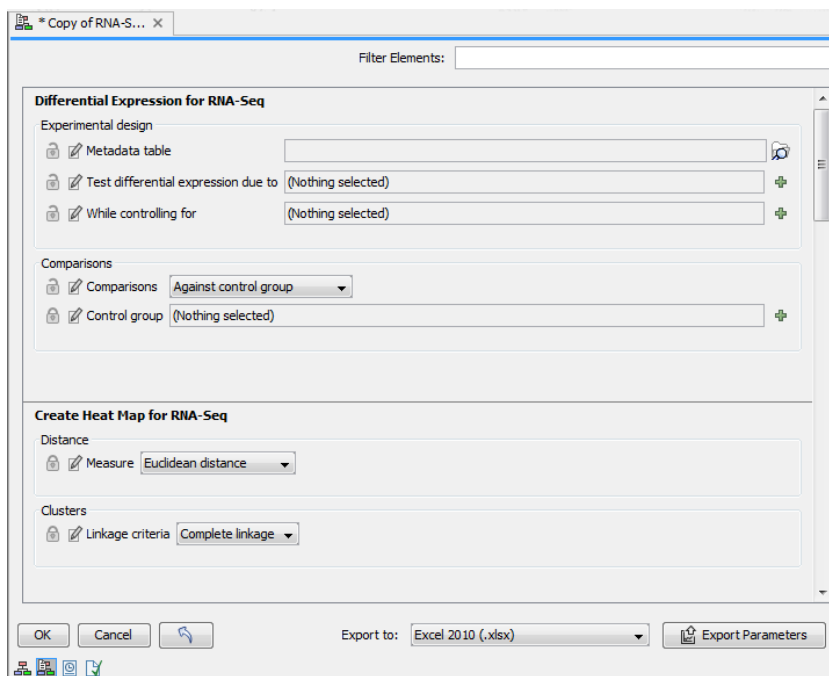 * Copy of RNA-S...
Filter Elements:
Differential Expression for RNA-Seq
Experimental design
Metadata table
Test differential expression due to (Nothing selected)
While controlling for (Nothing selected)
Comparisons
Comparisons Against control group
Control group (Nothing selected)
Create Heat Map for RNA-Seq
Distance
Measure Euclidean distance
Clusters
Linkage criteria Complete linkage
OK Cancel Export to: Excel 2010 (.xlsx) Export Parameters